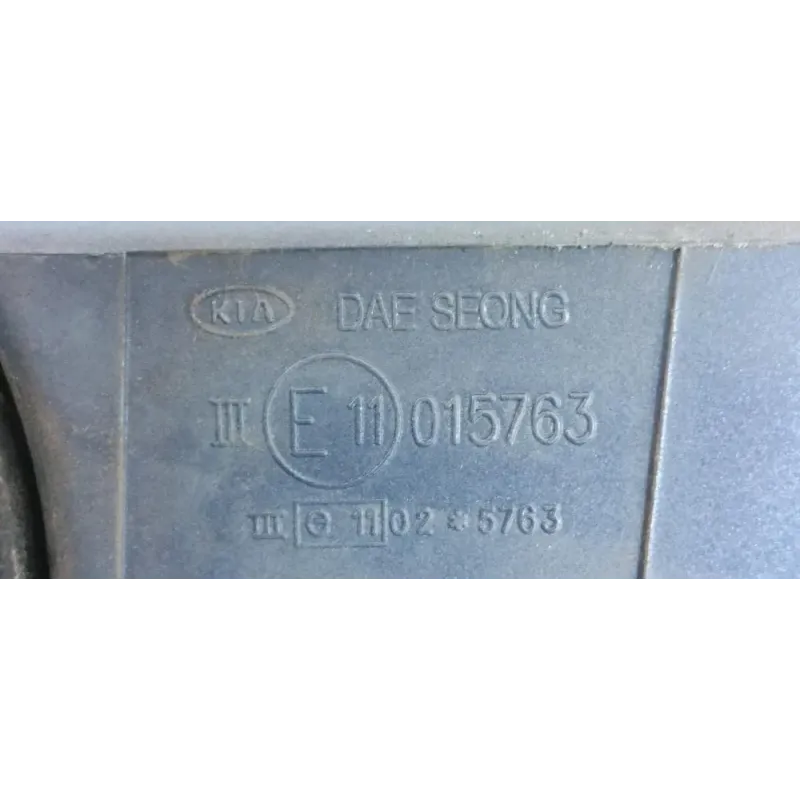 KIA DAE SEONG
III E 11 015763
III e 11 02 * 5763